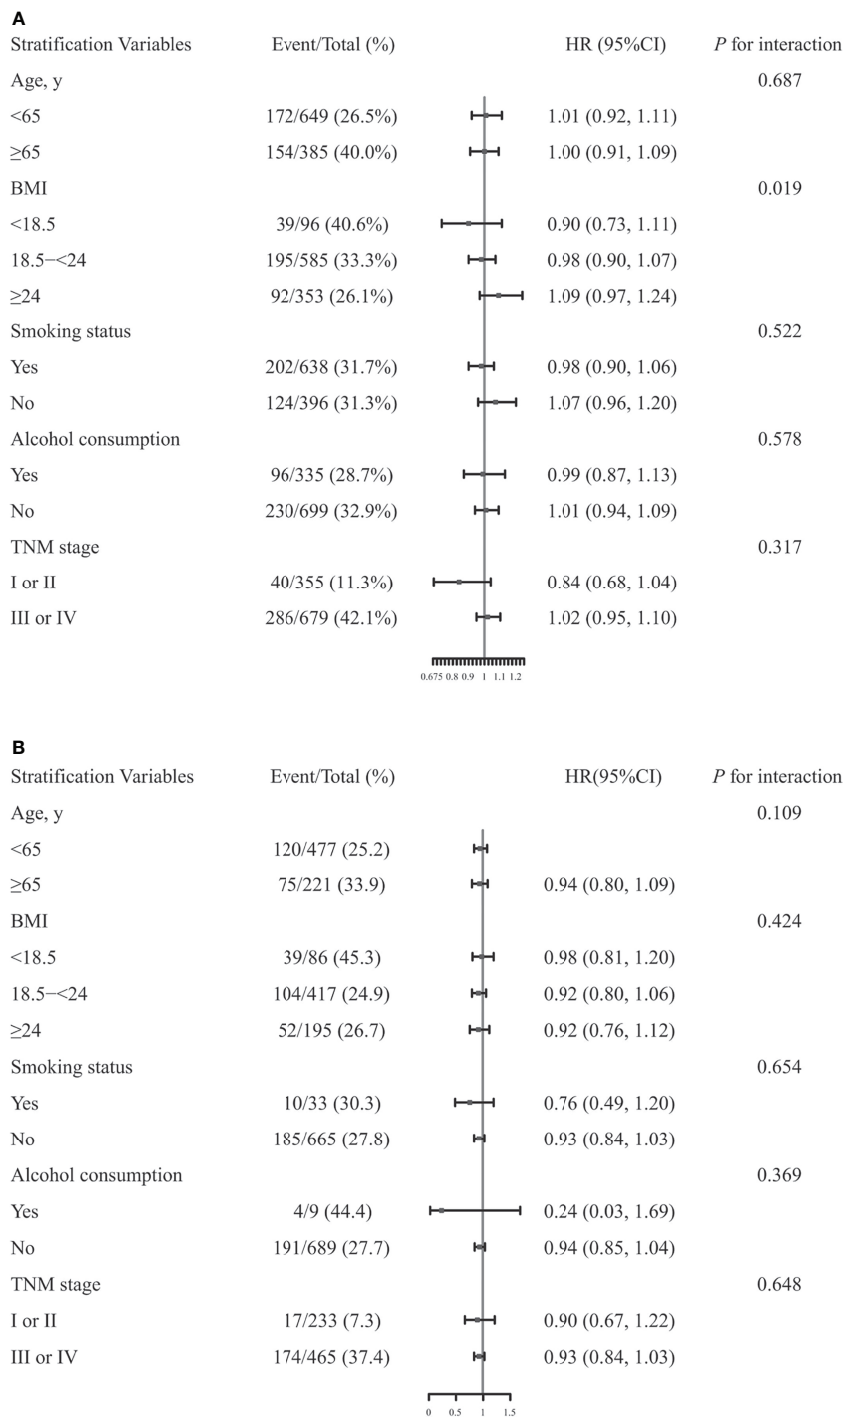 A
Stratification Variables Event/Total (%) HR (95%CI) P for interaction
Age, y 0.687
<65 172/649 (26.5%) 1.01 (0.92, 1.11)
≥65 154/385 (40.0%) 1.00 (0.91, 1.09)
BMI 0.019
<18.5 39/96 (40.6%) 0.90 (0.73, 1.11)
18.5−<24 195/585 (33.3%) 0.98 (0.90, 1.07)
≥24 92/353 (26.1%) 1.09 (0.97, 1.24)
Smoking status 0.522
Yes 202/638 (31.7%) 0.98 (0.90, 1.06)
No 124/396 (31.3%) 1.07 (0.96, 1.20)
Alcohol consumption 0.578
Yes 96/335 (28.7%) 0.99 (0.87, 1.13)
No 230/699 (32.9%) 1.01 (0.94, 1.09)
TNM stage 0.317
I or II 40/355 (11.3%) 0.84 (0.68, 1.04)
III or IV 286/679 (42.1%) 1.02 (0.95, 1.10)
0.675 0.8 0.9 1 1.1 1.2
B
Stratification Variables Event/Total (%) HR(95%CI) P for interaction
Age, y 0.109
<65 120/477 (25.2)
≥65 75/221 (33.9) 0.94 (0.80, 1.09)
BMI 0.424
<18.5 39/86 (45.3) 0.98 (0.81, 1.20)
18.5−<24 104/417 (24.9) 0.92 (0.80, 1.06)
≥24 52/195 (26.7) 0.92 (0.76, 1.12)
Smoking status 0.654
Yes 10/33 (30.3) 0.76 (0.49, 1.20)
No 185/665 (27.8) 0.93 (0.84, 1.03)
Alcohol consumption 0.369
Yes 4/9 (44.4) 0.24 (0.03, 1.69)
No 191/689 (27.7) 0.94 (0.85, 1.04)
TNM stage 0.648
I or II 17/233 (7.3) 0.90 (0.67, 1.22)
III or IV 174/465 (37.4) 0.93 (0.84, 1.03)
0 0.5 1 1.5